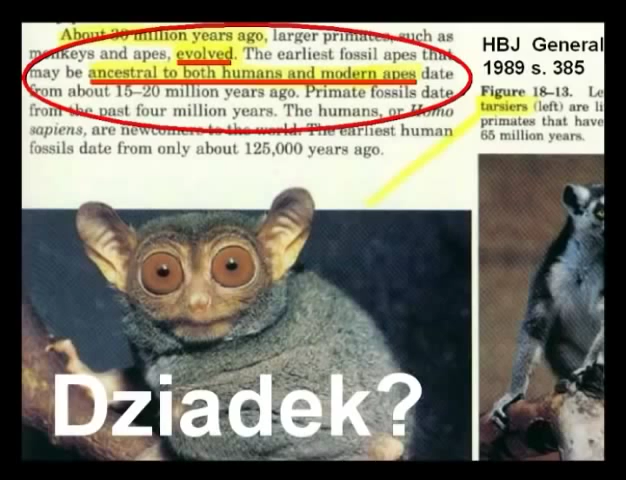 About 30 million years ago, larger primates, such as
monkeys and apes, evolved. The earliest fossil apes that
may be ancestral to both humans and modern apes date
from about 15–20 million years ago. Primate fossils date
from the past four million years. The humans, or Homo
sapiens, are newcomers to the world. The earliest human
fossils date from only about 125,000 years ago.
HBJ General
1989 s. 385
Figure 18–13. Le
tarsiers (left) are li
primates that have
65 million years.
Dziadek?